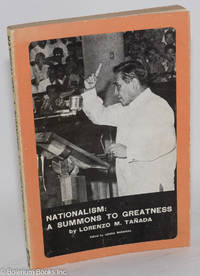 NATIONALISM:
A SUMMONS TO GREATNESS
by LORENZO M. TAÑADA
Bolerium Books Inc.